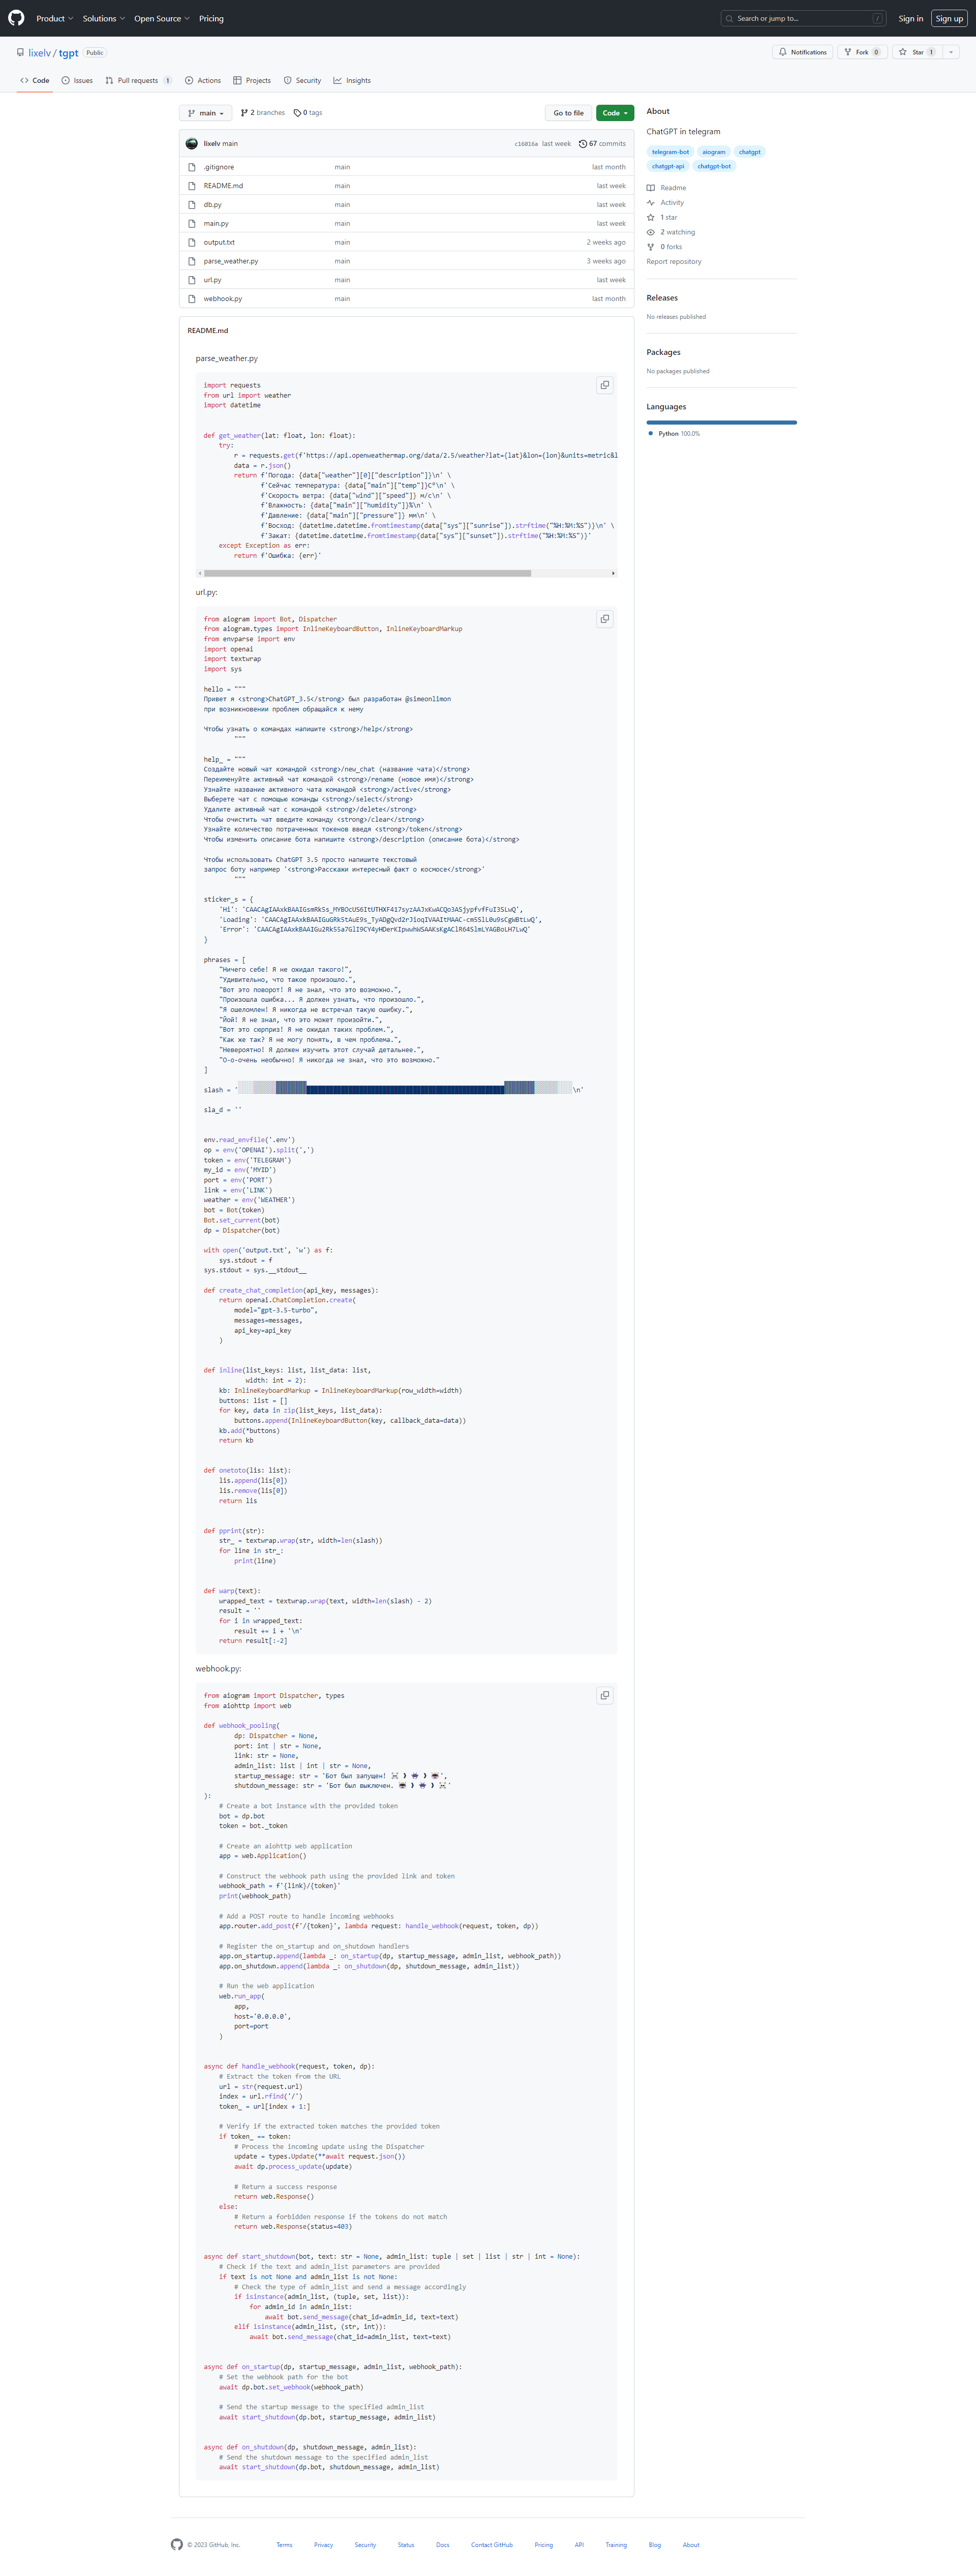 Product Solutions Open Source Pricing Search or jump to... / Sign in Sign up
lixelv / tgpt Public Notifications Fork 0 Star 1
Code Issues Pull requests 1 Actions Projects Security Insights
main 2 branches 0 tags Go to file Code
lixelv main c16016a last week 67 commits
.gitignore main last month
README.md main last week
db.py main last week
main.py main last week
output.txt main 2 weeks ago
parse_weather.py main 3 weeks ago
url.py main last week
webhook.py main last month
About
ChatGPT in telegram
telegram-bot aiogram chatgpt
chatgpt-api chatgpt-bot
Readme
Activity
1 star
2 watching
0 forks
Report repository
Releases
No releases published
Packages
No packages published
Languages
Python 100.0%
README.md
parse_weather.py
import requests
from url import weather
import datetime
def get_weather(lat: float, lon: float):
try:
r = requests.get(f'https://api.openweathermap.org/data/2.5/weather?lat={lat}&lon={lon}&units=metric&l
data = r.json()
return f'Погода: {data["weather"][0]["description"]}\n' \
f'Сейчас температура: {data["main"]["temp"]}C°\n' \
f'Скорость ветра: {data["wind"]["speed"]} м/с\n' \
f'Влажность: {data["main"]["humidity"]}%\n' \
f'Давление: {data["main"]["pressure"]} мм\n' \
f'Восход: {datetime.datetime.fromtimestamp(data["sys"]["sunrise"]).strftime("%H:%M:%S")}\n' \
f'Закат: {datetime.datetime.fromtimestamp(data["sys"]["sunset"]).strftime("%H:%M:%S")}'
except Exception as err:
return f'Ошибка: {err}'
url.py:
from aiogram import Bot, Dispatcher
from aiogram.types import InlineKeyboardButton, InlineKeyboardMarkup
from envparse import env
import openai
import textwrap
import sys
hello = """
Привет я <strong>ChatGPT_3.5</strong> был разработан @simeonlimon
при возникновении проблем обращайся к нему
Чтобы узнать о командах напишите <strong>/help</strong>
"""
help_ = """
Создайте новый чат командой <strong>/new_chat (название чата)</strong>
Переименуйте активный чат командой <strong>/rename (новое имя)</strong>
Узнайте название активного чата командой <strong>/active</strong>
Выберете чат с помощью команды <strong>/select</strong>
Удалите активный чат с командой <strong>/delete</strong>
Чтобы очистить чат введите команду <strong>/clear</strong>
Узнайте количество потраченных токенов введя <strong>/token</strong>
Чтобы изменить описание бота напишите <strong>/description (описание бота)</strong>
Чтобы использовать ChatGPT 3.5 просто напишите текстовый
запрос боту например '<strong>Расскажи интересный факт о космосе</strong>'
"""
sticker_s = {
'Hi':
'Loading':
'Error':
}
phrases = [
"Ничего себе! Я не ожидал такого!",
"Удивительно, что такое произошло.",
"Вот это поворот! Я не знал, что это возможно.",
"Произошла ошибка... Я должен узнать, что произошло.",
"Я ошеломлен! Я никогда не встречал такую ошибку.",
"Йой! Я не знал, что это может произойти.",
"Вот это сюрприз! Я не ожидал таких проблем.",
"Как же так? Я не могу понять, в чем проблема.",
"Невероятно! Я должен изучить этот случай детальнее.",
"О-о-очень необычно! Я никогда не знал, что это возможно."
]
slash = ' \n'
sla_d = ''
env.read_envfile('.env')
op = env('OPENAI').split(',')
token = env('TELEGRAM')
my_id = env('MYID')
port = env('PORT')
link = env('LINK')
weather = env('WEATHER')
bot = Bot(token)
Bot.set_current(bot)
dp = Dispatcher(bot)
with open('output.txt', 'w') as f:
sys.stdout = f
sys.stdout = sys.__stdout__
def create_chat_completion(api_key, messages):
return openai.ChatCompletion.create(
model="gpt-3.5-turbo",
messages=messages,
api_key=api_key
)
def inline(list_keys: list, list_data: list,
width: int = 2):
kb: InlineKeyboardMarkup = InlineKeyboardMarkup(row_width=width)
buttons: list = []
for key, data in zip(list_keys, list_data):
buttons.append(InlineKeyboardButton(key, callback_data=data))
kb.add(*buttons)
return kb
def onetoto(lis: list):
lis.append(lis[0])
lis.remove(lis[0])
return lis
def pprint(str):
str_ = textwrap.wrap(str, width=len(slash))
for line in str_:
print(line)
def warp(text):
wrapped_text = textwrap.wrap(text, width=len(slash) - 2)
result = ''
for i in wrapped_text:
result += i + '\n'
return result[:-2]
webhook.py:
from aiogram import Dispatcher, types
from aiohttp import web
def webhook_pooling(
dp: Dispatcher = None,
port: int | str = None,
link: str = None,
admin_list: list | int | str = None,
startup_message: str = 'Бот был запущен! ☠️ ❱ 👾 ❱ 👿',
shutdown_message: str = 'Бот был выключен. 👿 ❱ 👾 ❱ ☠️'
):
# Create a bot instance with the provided token
bot = dp.bot
token = bot._token
# Create an aiohttp web application
app = web.Application()
# Construct the webhook path using the provided link and token
webhook_path = f'{link}/{token}'
print(webhook_path)
# Add a POST route to handle incoming webhooks
app.router.add_post(f'/{token}', lambda request: handle_webhook(request, token, dp))
# Register the on_startup and on_shutdown handlers
app.on_startup.append(lambda _: on_startup(dp, startup_message, admin_list, webhook_path))
app.on_shutdown.append(lambda _: on_shutdown(dp, shutdown_message, admin_list))
# Run the web application
web.run_app(
app,
host='0.0.0.0',
port=port
)
async def handle_webhook(request, token, dp):
# Extract the token from the URL
url = str(request.url)
index = url.rfind('/')
token_ = url[index + 1:]
# Verify if the extracted token matches the provided token
if token_ == token:
# Process the incoming update using the Dispatcher
update = types.Update(**await request.json())
await dp.process_update(update)
# Return a success response
return web.Response()
else:
# Return a forbidden response if the tokens do not match
return web.Response(status=403)
async def start_shutdown(bot, text: str = None, admin_list: tuple | set | list | str | int = None):
# Check if the text and admin_list parameters are provided
if text is not None and admin_list is not None:
# Check the type of admin_list and send a message accordingly
if isinstance(admin_list, (tuple, set, list)):
for admin_id in admin_list:
await bot.send_message(chat_id=admin_id, text=text)
elif isinstance(admin_list, (str, int)):
await bot.send_message(chat_id=admin_list, text=text)
async def on_startup(dp, startup_message, admin_list, webhook_path):
# Set the webhook path for the bot
await dp.bot.set_webhook(webhook_path)
# Send the startup message to the specified admin_list
await start_shutdown(dp.bot, startup_message, admin_list)
async def on_shutdown(dp, shutdown_message, admin_list):
# Send the shutdown message to the specified admin_list
await start_shutdown(dp.bot, shutdown_message, admin_list)
© 2023 GitHub, Inc. Terms Privacy Security Status Docs Contact GitHub Pricing API Training Blog About